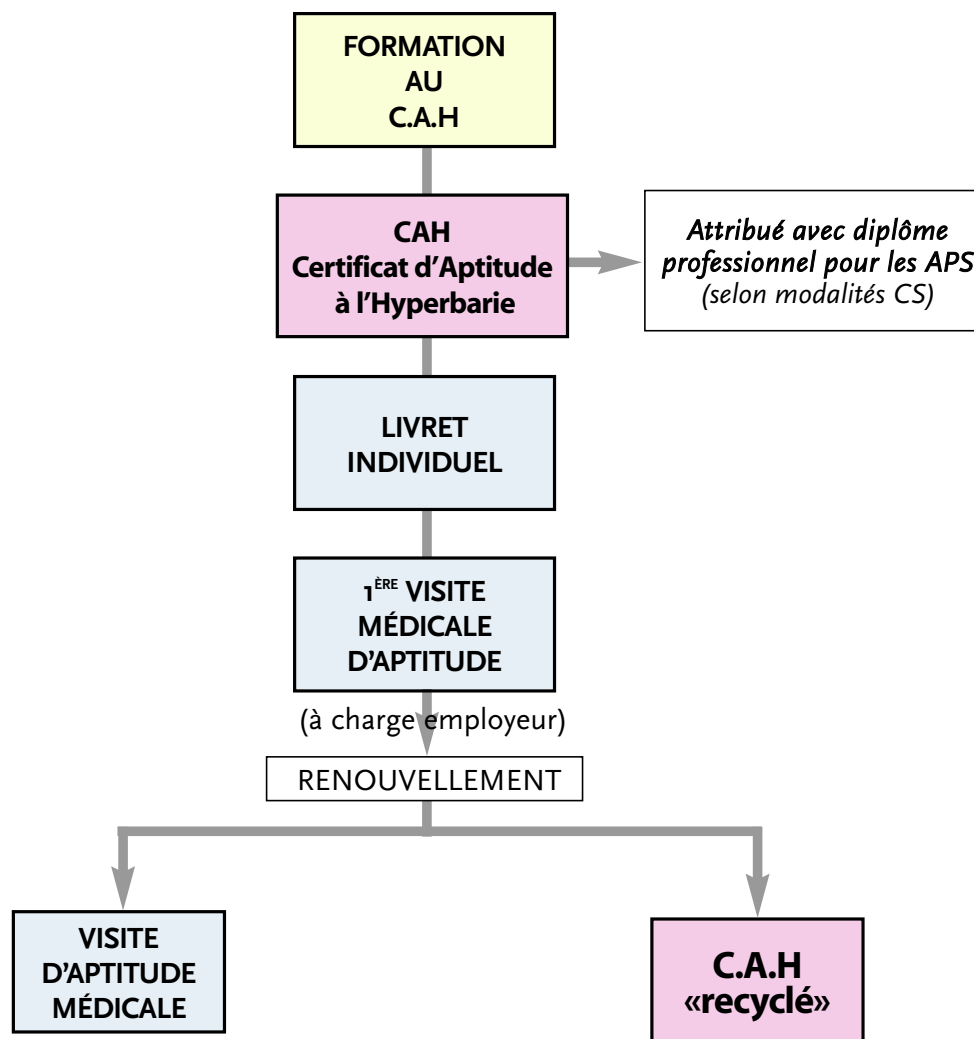 FORMATION
AU
C.A.H
CAH
Certificat d’Aptitude
à l’Hyperbarie
Attribué avec diplôme
professionnel pour les APS
(selon modalités CS)
LIVRET
INDIVIDUEL
1ÈRE VISITE
MÉDICALE
D’APTITUDE
(à charge employeur)
RENOUVELLEMENT
VISITE
D’APTITUDE
MÉDICALE
C.A.H
«recyclé»